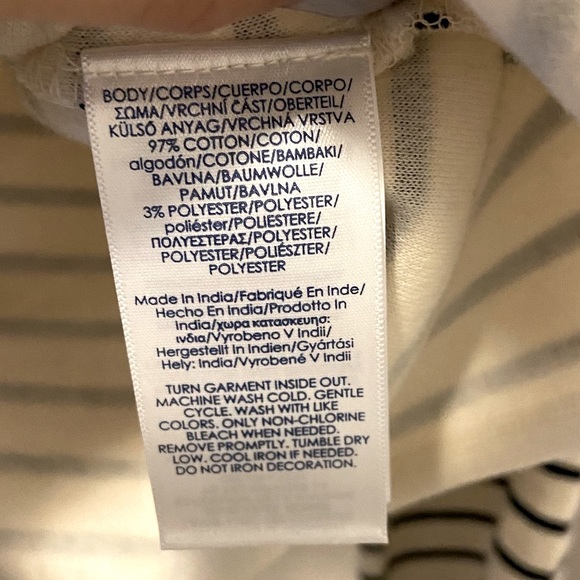 BODY/CORPS/CUERPO/CORPO/
ΣΩΜΑ/VRCHNÍ ČÁST/OBERTEIL/
KÜLSŐ ANYAG/VRCHNÁ VRSTVA
97% COTTON/COTON/
algodón/COTONE/BAMBAKI/
BAVLNA/BAUMWOLLE/
PAMUT/BAVLNA
3% POLYESTER/POLYESTER/
poliéster/POLIESTERE/
ΠΟΛΥΕΣΤΕΡΑΣ/POLYESTER/
POLYESTER/POLIÉSZTER/
POLYESTER
Made In India/Fabriqué En Inde/
Hecho En India/Prodotto In
India/χωρα κατασκευησ:
ινδια/Vyrobeno V Indii/
Hergestellt In Indien/Gyártási
Hely: India/Vyrobené V Indii
TURN GARMENT INSIDE OUT.
MACHINE WASH COLD. GENTLE
CYCLE. WASH WITH LIKE
COLORS. ONLY NON-CHLORINE
BLEACH WHEN NEEDED.
REMOVE PROMPTLY. TUMBLE DRY
LOW. COOL IRON IF NEEDED.
DO NOT IRON DECORATION.